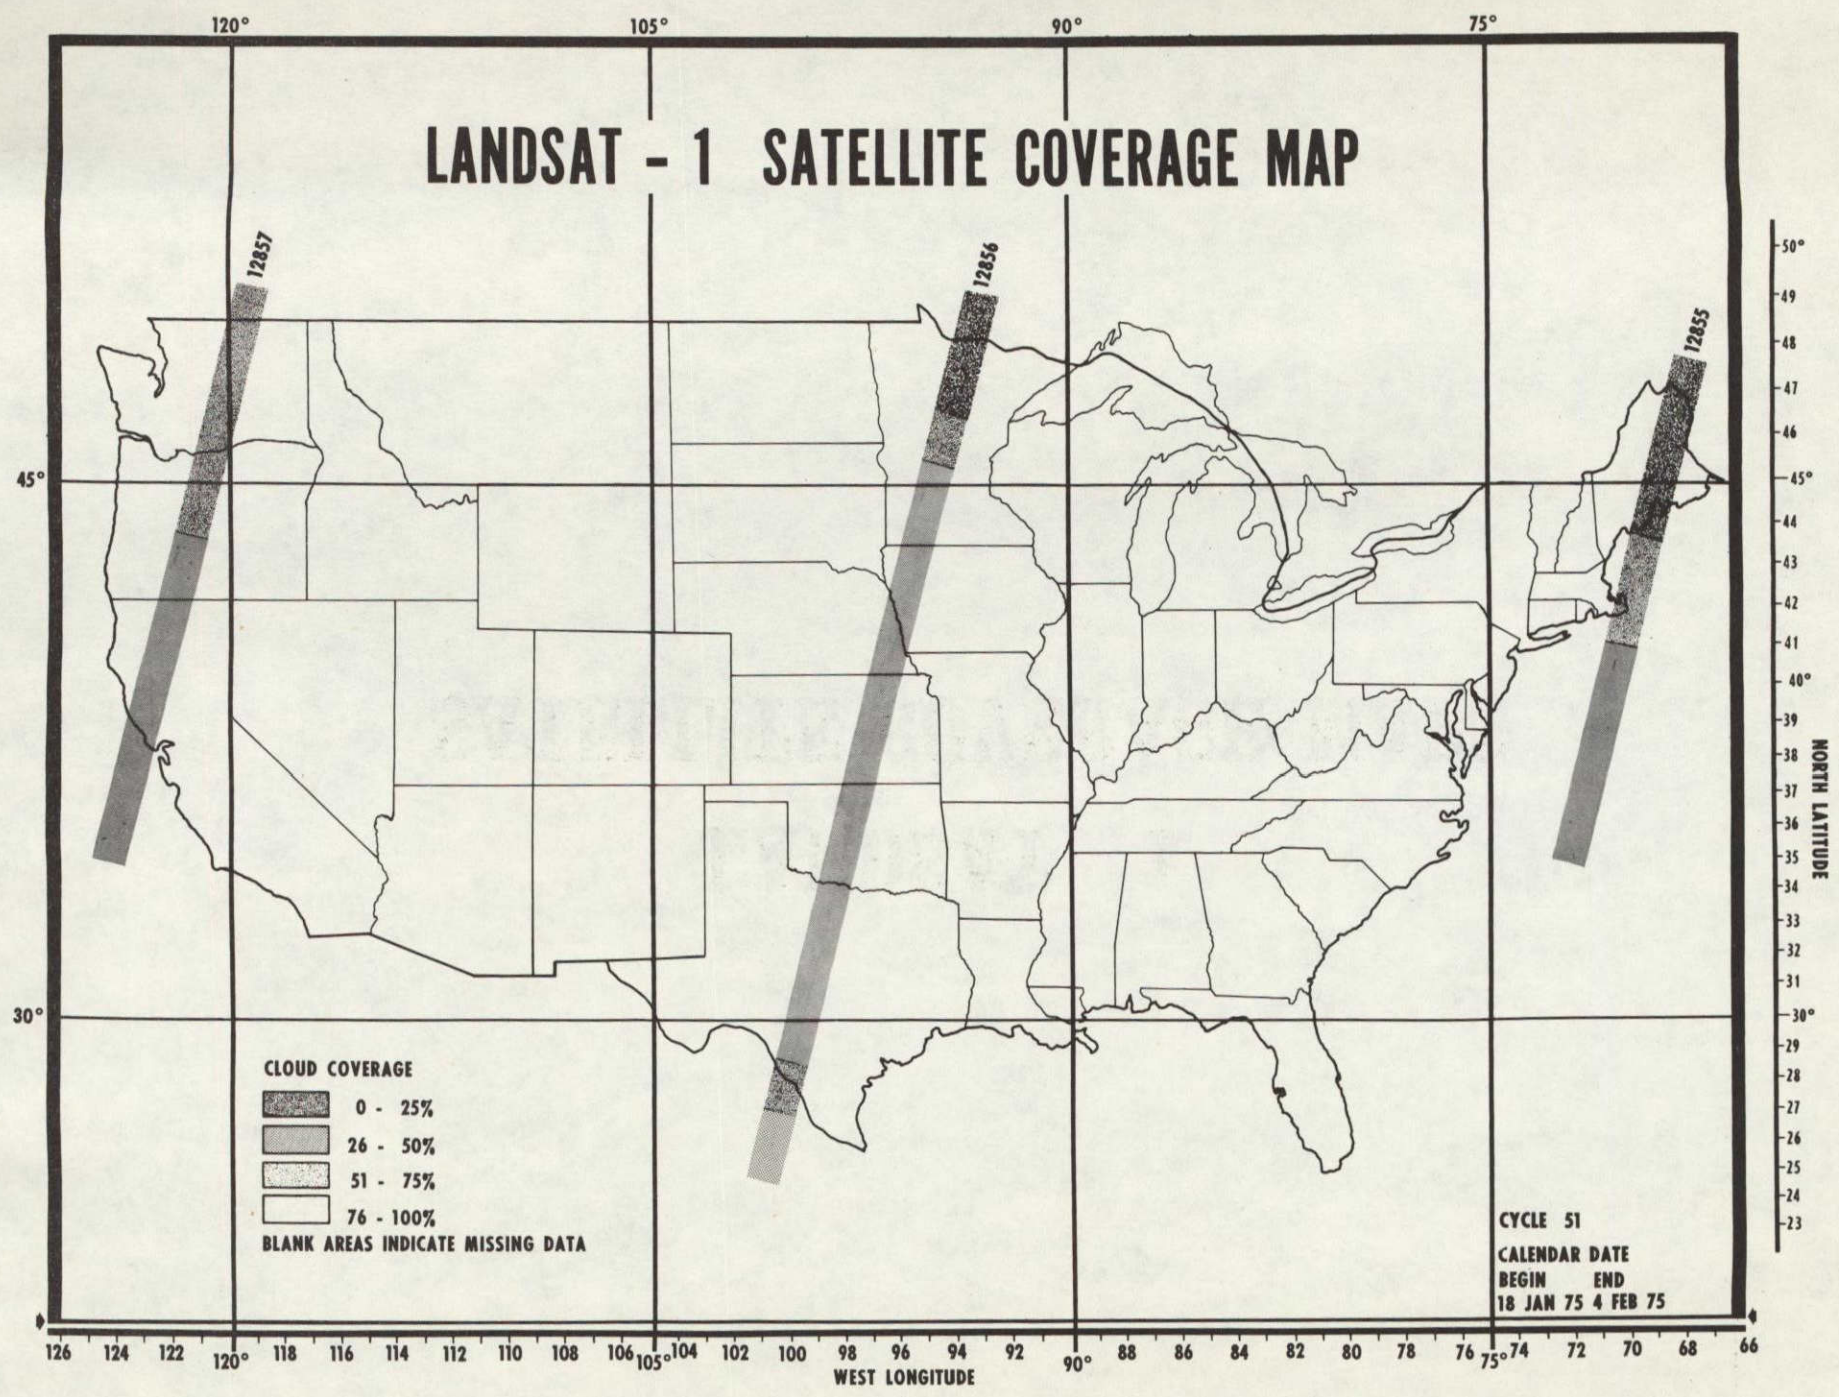 120° 105° 90° 75°
LANDSAT - 1 SATELLITE COVERAGE MAP
12857
12856
12855
50°
49
48
47
46
45° 45°
44
43
42
41
40°
39
38
37
36
35
34
33
32
31
30° 30°
29
28
27
26
25
24
23
NORTH LATITUDE
CLOUD COVERAGE
0 - 25%
26 - 50%
51 - 75%
76 - 100%
BLANK AREAS INDICATE MISSING DATA
CYCLE 51
CALENDAR DATE
BEGIN END
18 JAN 75 4 FEB 75
126 124 122 120° 118 116 114 112 110 108 106 105° 104 102 100 98 96 94 92 90° 88 86 84 82 80 78 76 75° 74 72 70 68 66
WEST LONGITUDE